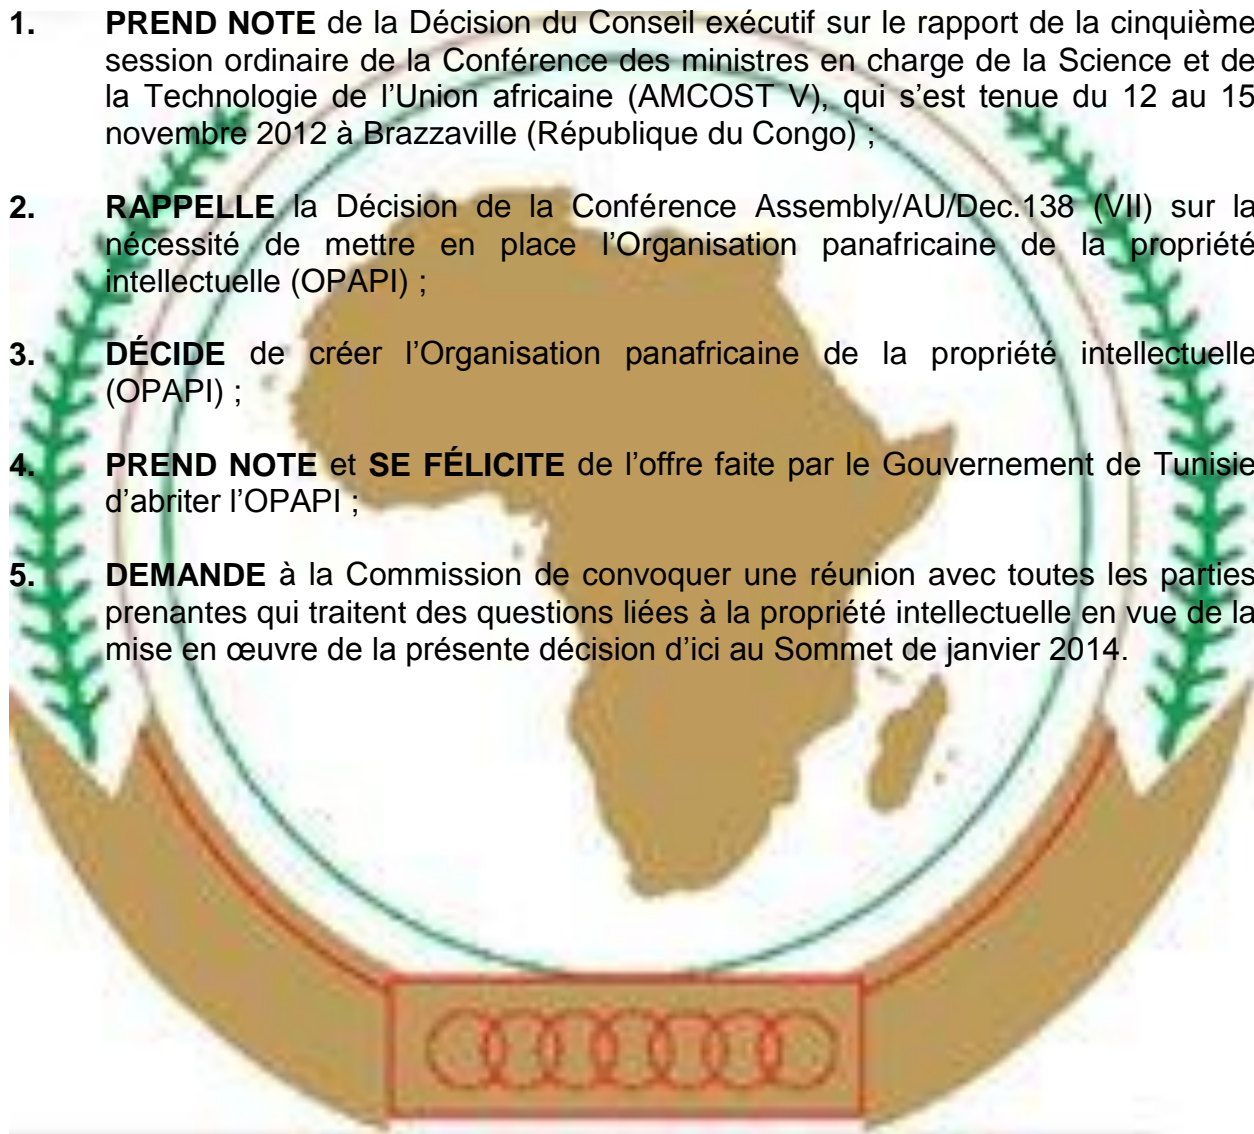 1. PREND NOTE de la Décision du Conseil exécutif sur le rapport de la cinquième
session ordinaire de la Conférence des ministres en charge de la Science et de
la Technologie de l’Union africaine (AMCOST V), qui s’est tenue du 12 au 15
novembre 2012 à Brazzaville (République du Congo) ;
2. RAPPELLE la Décision de la Conférence Assembly/AU/Dec.138 (VII) sur la
nécessité de mettre en place l’Organisation panafricaine de la propriété
intellectuelle (OPAPI) ;
3. DÉCIDE de créer l’Organisation panafricaine de la propriété intellectuelle
(OPAPI) ;
4. PREND NOTE et SE FÉLICITE de l’offre faite par le Gouvernement de Tunisie
d’abriter l’OPAPI ;
5. DEMANDE à la Commission de convoquer une réunion avec toutes les parties
prenantes qui traitent des questions liées à la propriété intellectuelle en vue de la
mise en œuvre de la présente décision d’ici au Sommet de janvier 2014.